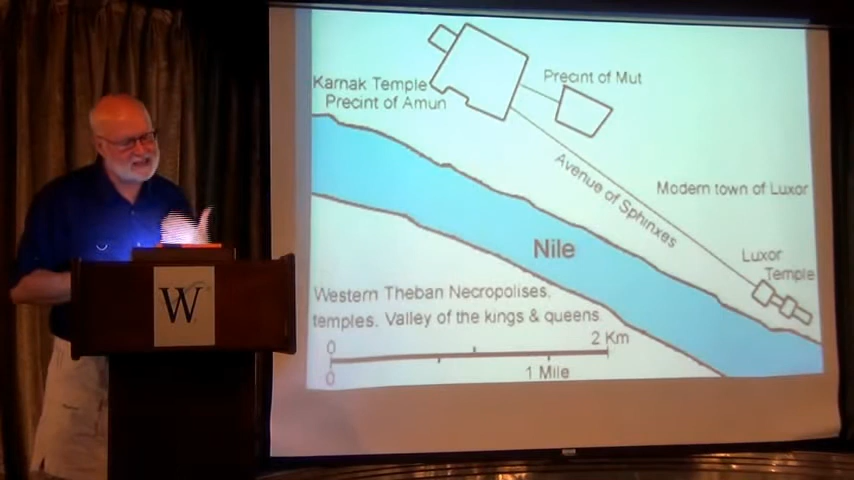 Karnak Temple
Precint of Amun
Precint of Mut
Avenue of Sphinxes
Modern town of Luxor
Luxor
Temple
Nile
Western Theban Necropolises,
temples. Valley of the kings & queens
0
2 Km
0
1 Mile
W